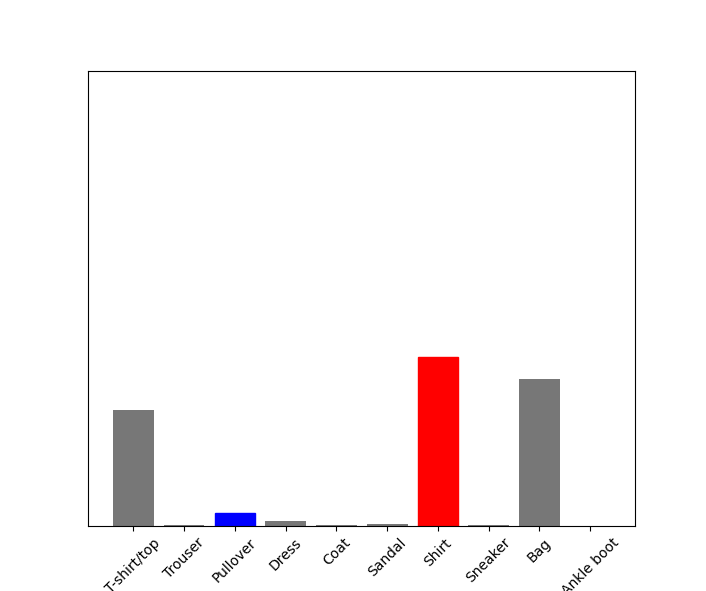 T-shirt/top
Trouser
Pullover
Dress
Coat
Sandal
Shirt
Sneaker
Bag
Ankle boot